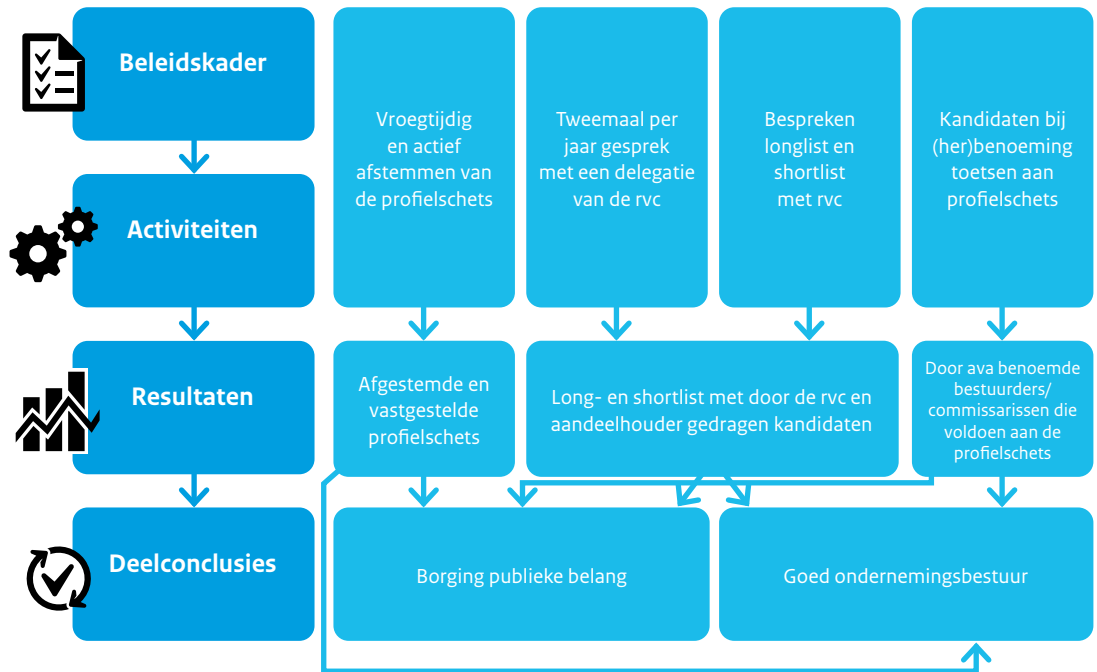 Beleidskader
Activiteiten
Vroegtijdig
en actief
afstemmen van
de profielschets
Tweemaal per
jaar gesprek
met een delegatie
van de rvc
Bespreken
longlist en
shortlist
met rvc
Kandidaten bij
(her)benoeming
toetsen aan
profielschets
Resultaten
Afgestemde en
vastgestelde
profielschets
Long- en shortlist met door de rvc en
aandeelhouder gedragen kandidaten
Door ava benoemde
bestuurders/
commissarissen die
voldoen aan de
profielschets
Deelconclusies
Borging publieke belang
Goed ondernemingsbestuur